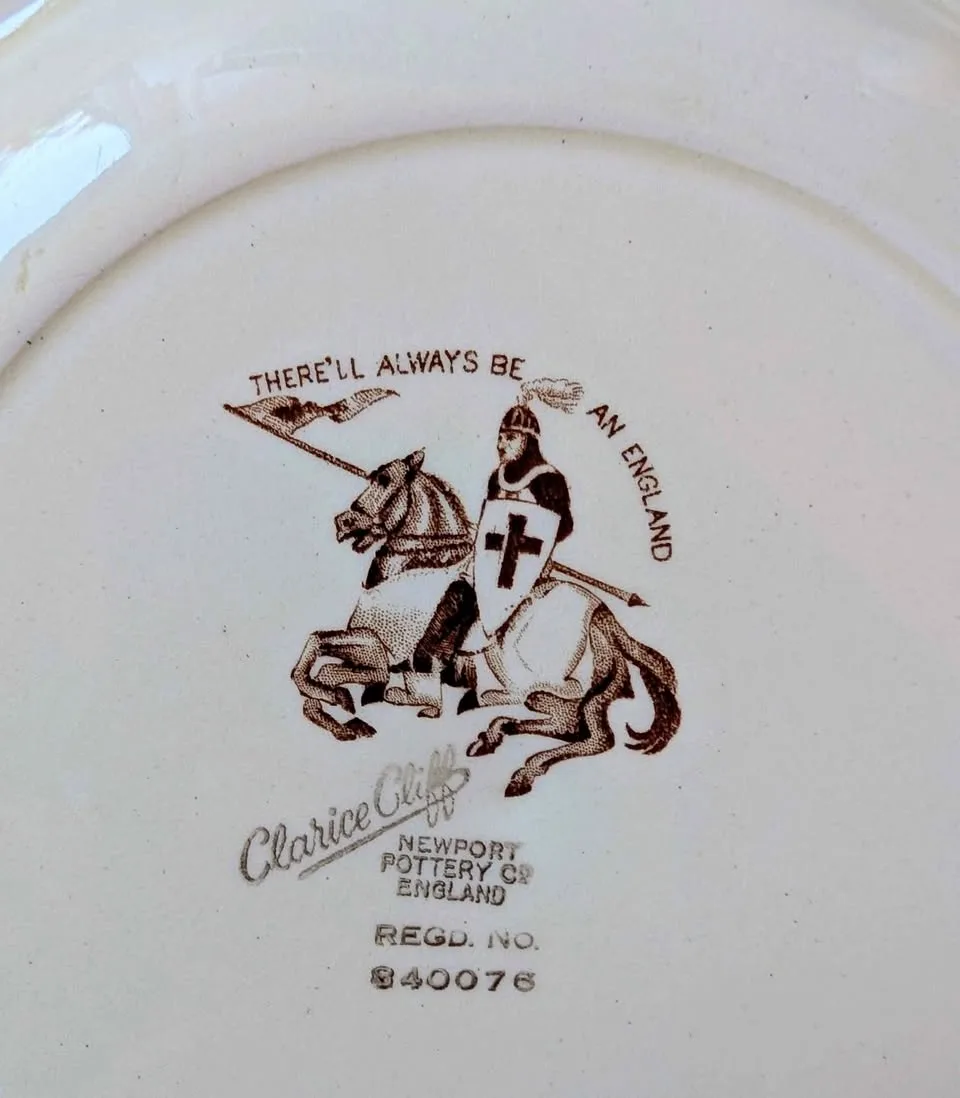 THERE'LL ALWAYS BE AN ENGLAND
Clarice Cliff
NEWPORT
POTTERY CO
ENGLAND
REGD. NO.
840076